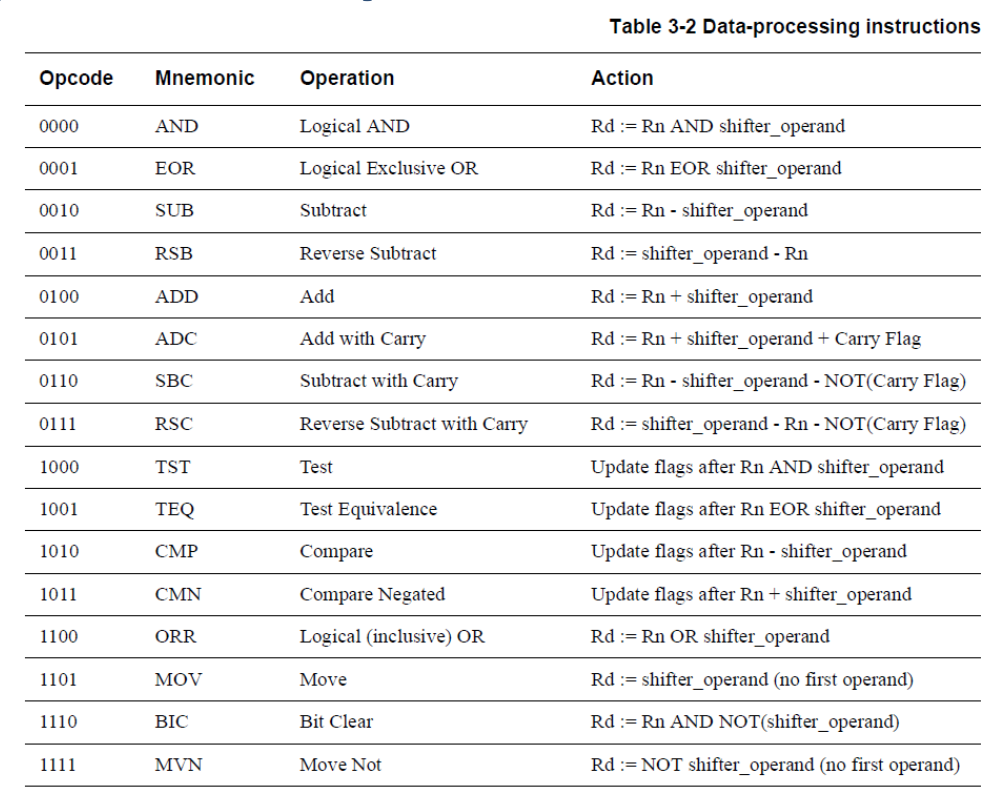 Table 3-2 Data-processing instructions
Opcode Mnemonic Operation Action
0000 AND Logical AND Rd := Rn AND shifter_operand
0001 EOR Logical Exclusive OR Rd := Rn EOR shifter_operand
0010 SUB Subtract Rd := Rn - shifter_operand
0011 RSB Reverse Subtract Rd := shifter_operand - Rn
0100 ADD Add Rd := Rn + shifter_operand
0101 ADC Add with Carry Rd := Rn + shifter_operand + Carry Flag
0110 SBC Subtract with Carry Rd := Rn - shifter_operand - NOT(Carry Flag)
0111 RSC Reverse Subtract with Carry Rd := shifter_operand - Rn - NOT(Carry Flag)
1000 TST Test Update flags after Rn AND shifter_operand
1001 TEQ Test Equivalence Update flags after Rn EOR shifter_operand
1010 CMP Compare Update flags after Rn - shifter_operand
1011 CMN Compare Negated Update flags after Rn + shifter_operand
1100 ORR Logical (inclusive) OR Rd := Rn OR shifter_operand
1101 MOV Move Rd := shifter_operand (no first operand)
1110 BIC Bit Clear Rd := Rn AND NOT(shifter_operand)
1111 MVN Move Not Rd := NOT shifter_operand (no first operand)